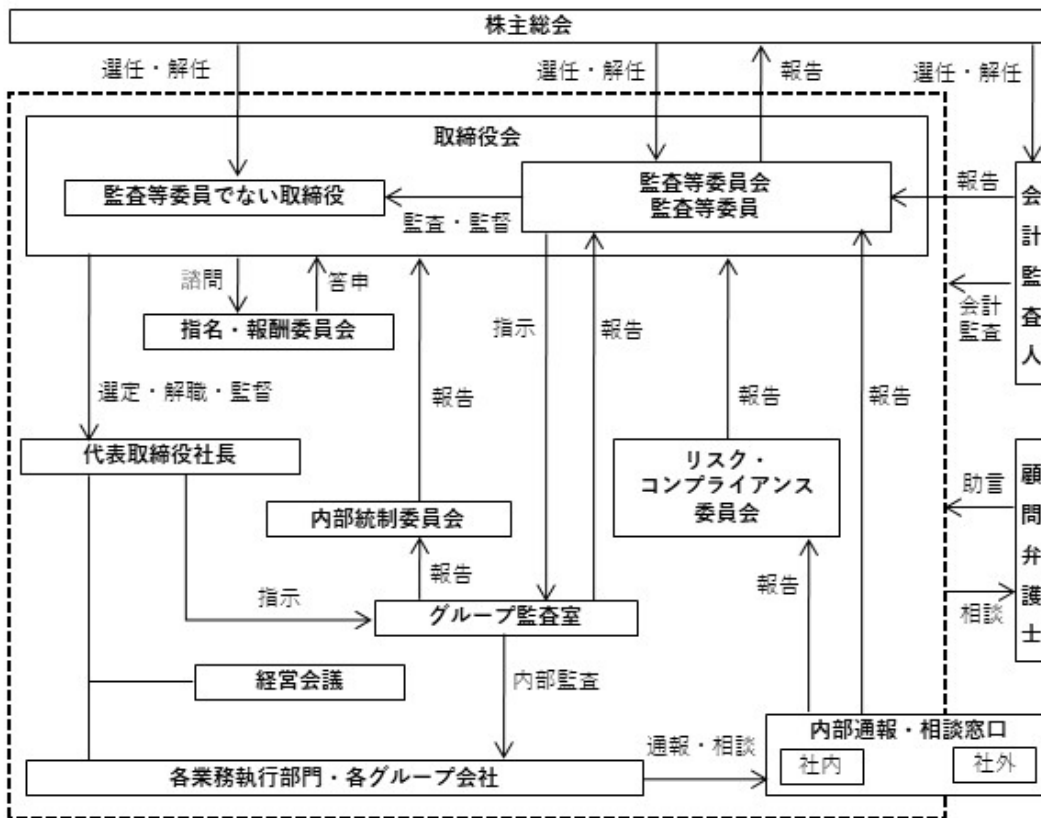 株主総会
選任・解任
選任・解任
報告
選任・解任
取締役会
監査等委員でない取締役
監査・監督
監査等委員会
監査等委員
報告
会計監査人
会計
監査
諮問
答申
指名・報酬委員会
指示
報告
選定・解職・監督
報告
報告
報告
代表取締役社長
リスク・
コンプライアンス
委員会
助言
顧問弁護士
相談
内部統制委員会
報告
報告
指示
グループ監査室
経営会議
内部監査
通報・相談
内部通報・相談窓口
社内
社外
各業務執行部門・各グループ会社